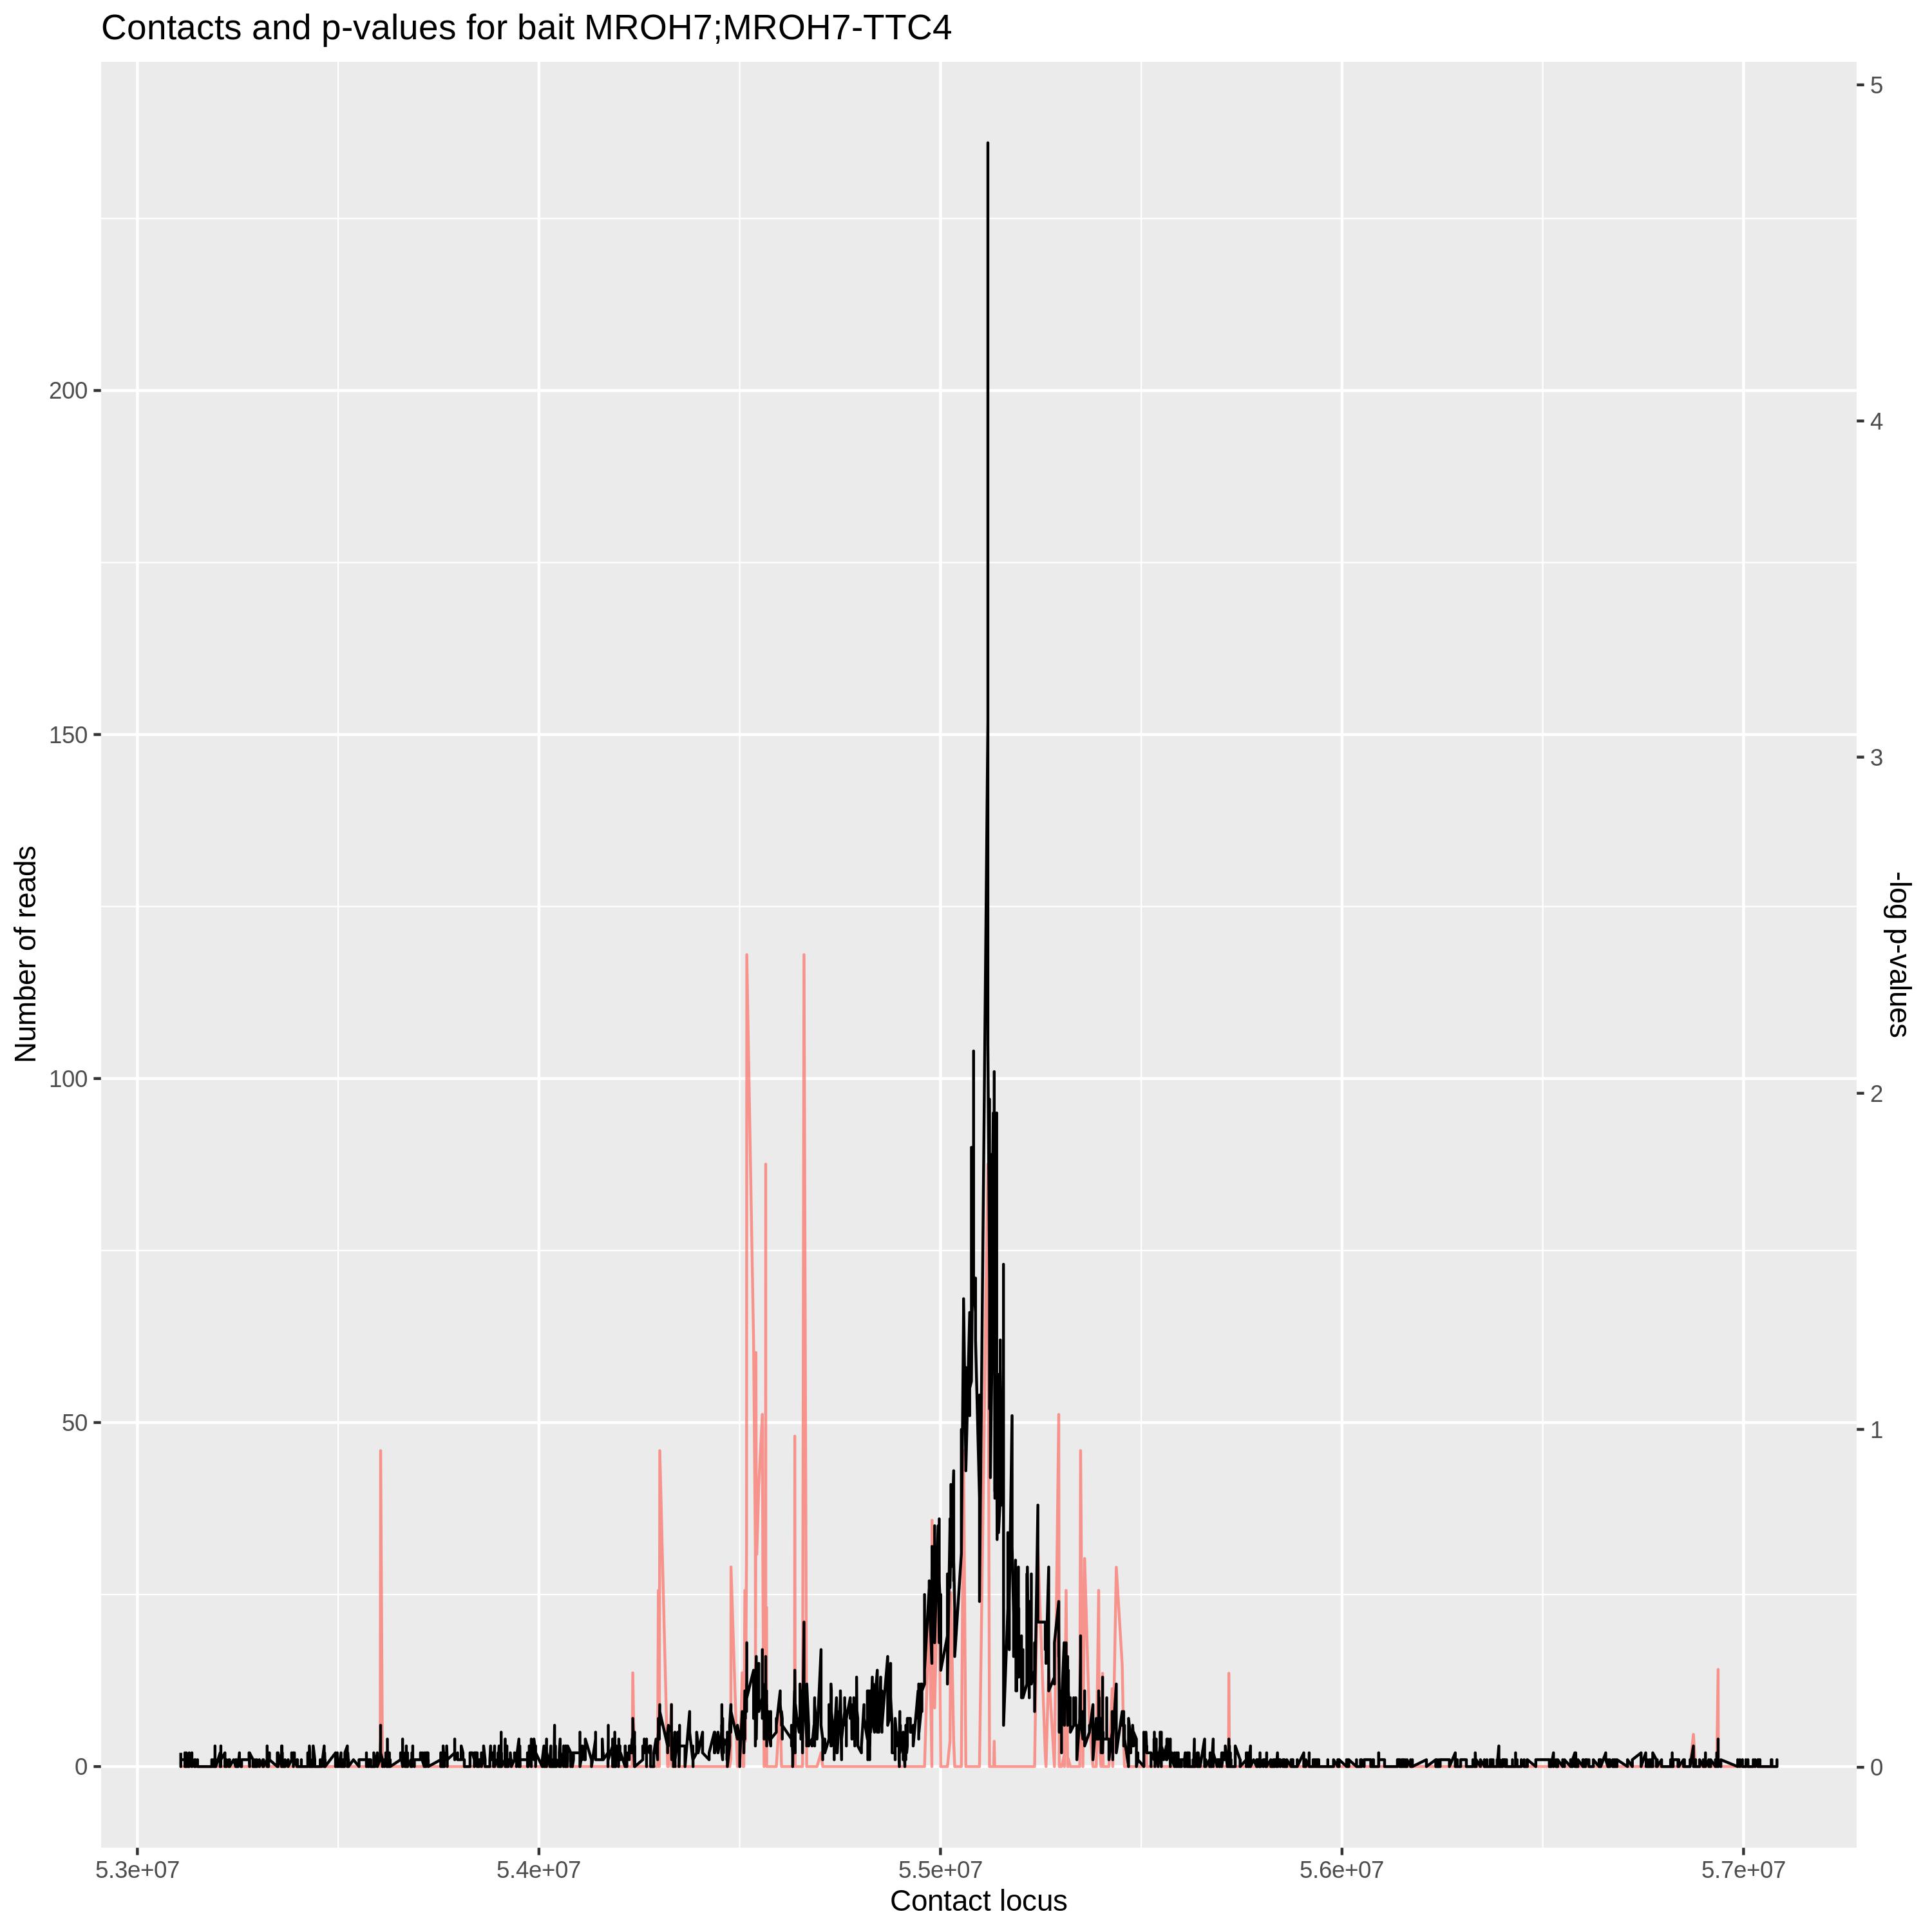 Contacts and p-values for bait MROH7;MROH7-TTC4
Number of reads
200
150
100
50
0
5
4
3
2
1
0
-log p-values
5.3e+07 5.4e+07 5.5e+07 5.6e+07 5.7e+07
Contact locus